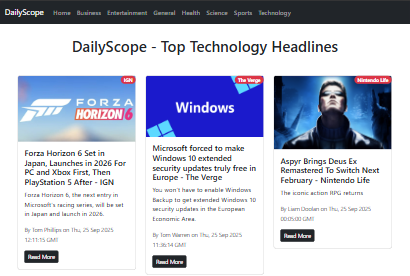 DailyScope Home Business Entertainment General Health Science Sports Technology
DailyScope - Top Technology Headlines
IGN
FORZA
HORIZON 6
Forza Horizon 6 Set in
Japan, Launches in 2026 For
PC and Xbox First, Then
PlayStation 5 After - IGN
Forza Horizon 6, the next entry in
Microsoft's racing series, will be set
in Japan and launch in 2026.
By Tom Phillips on Thu, 25 Sep 2025
12:11:15 GMT
Read More
The Verge
Windows
Microsoft forced to make
Windows 10 extended
security updates truly free in
Europe - The Verge
You won't have to enable Windows
Backup to get extended Windows 10
security updates in the European
Economic Area.
By Tom Warren on Thu, 25 Sep 2025
11:36:14 GMT
Read More
Nintendo Life
Aspyr Brings Deus Ex
Remastered To Switch Next
February - Nintendo Life
The iconic action RPG returns
By Liam Doolan on Thu, 25 Sep 2025
00:05:00 GMT
Read More